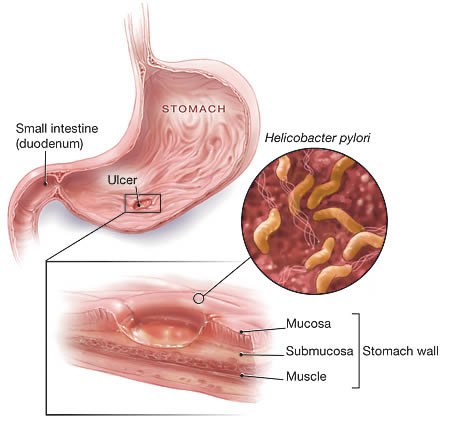 STOMACH
Small intestine
(duodenum)
Helicobacter pylori
Ulcer
Mucosa
Submucosa
Stomach wall
Muscle